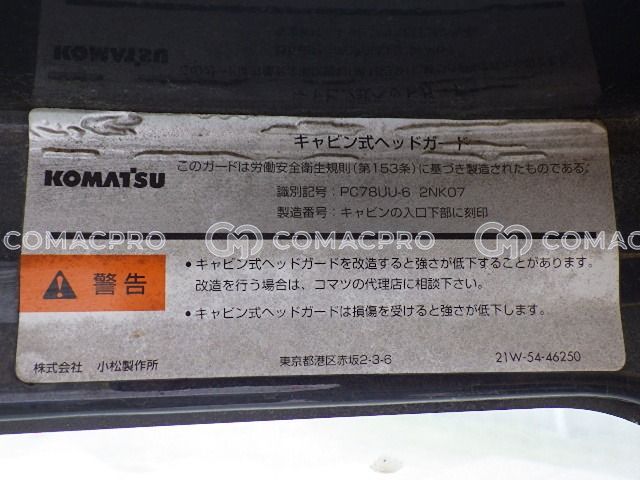 キャビン式ヘッドガード
このガードは労働安全衛生規則(第153条)に基づき製造されたものである。
KOMATSU
識別記号：PC78UU-6 2NK07
製造番号：キャビンの入口下部に刻印
COMACPRO COMACPRO COMACPRO
警告
•キャビン式ヘッドガードを改造すると強さが低下することがあります。
改造を行う場合は、コマツの代理店に相談下さい。
•キャビン式ヘッドガードは損傷を受けると強さが低下します。
株式会社 小松製作所 東京都港区赤坂2-3-6 21W-54-46250